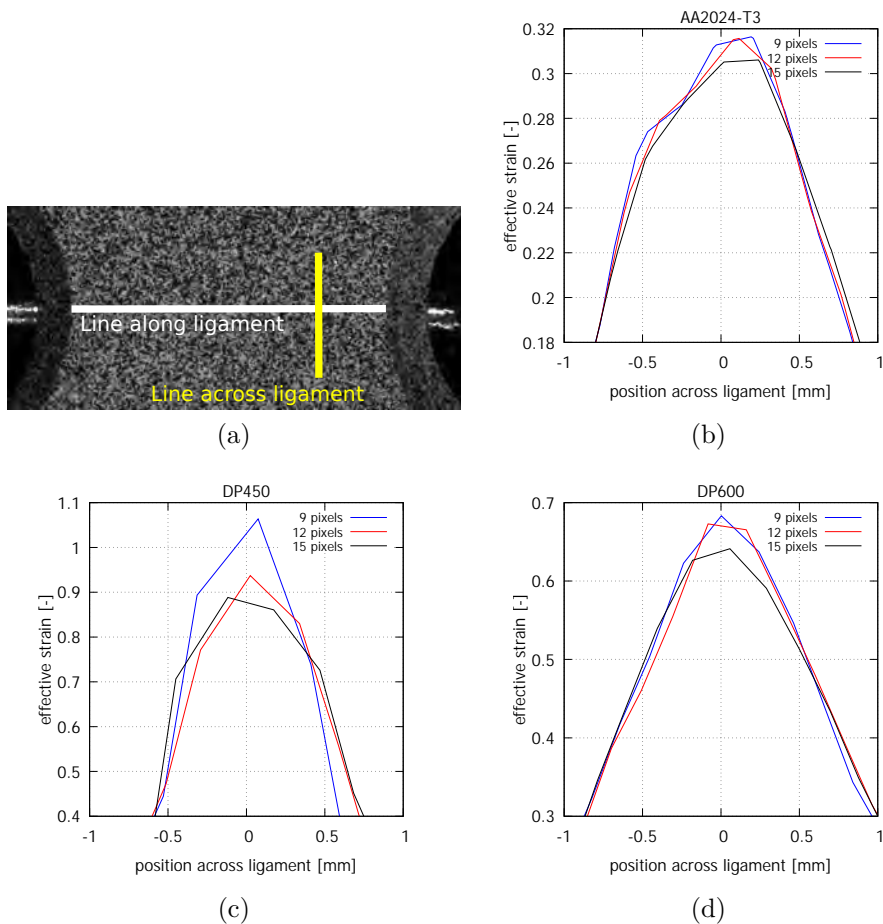 AA2024-T3
0.32
0.3
0.28
0.26
0.24
0.22
0.2
0.18
9 pixels
12 pixels
15 pixels
effective strain [-]
-1
-0.5
0
0.5
1
position across ligament [mm]
Line along ligament
Line across ligament
(a)
(b)
DP450
1.1
1
0.9
0.8
0.7
0.6
0.5
0.4
9 pixels
12 pixels
15 pixels
effective strain [-]
-1
-0.5
0
0.5
1
position across ligament [mm]
(c)
DP600
0.7
0.6
0.5
0.4
0.3
9 pixels
12 pixels
15 pixels
effective strain [-]
-1
-0.5
0
0.5
1
position across ligament [mm]
(d)